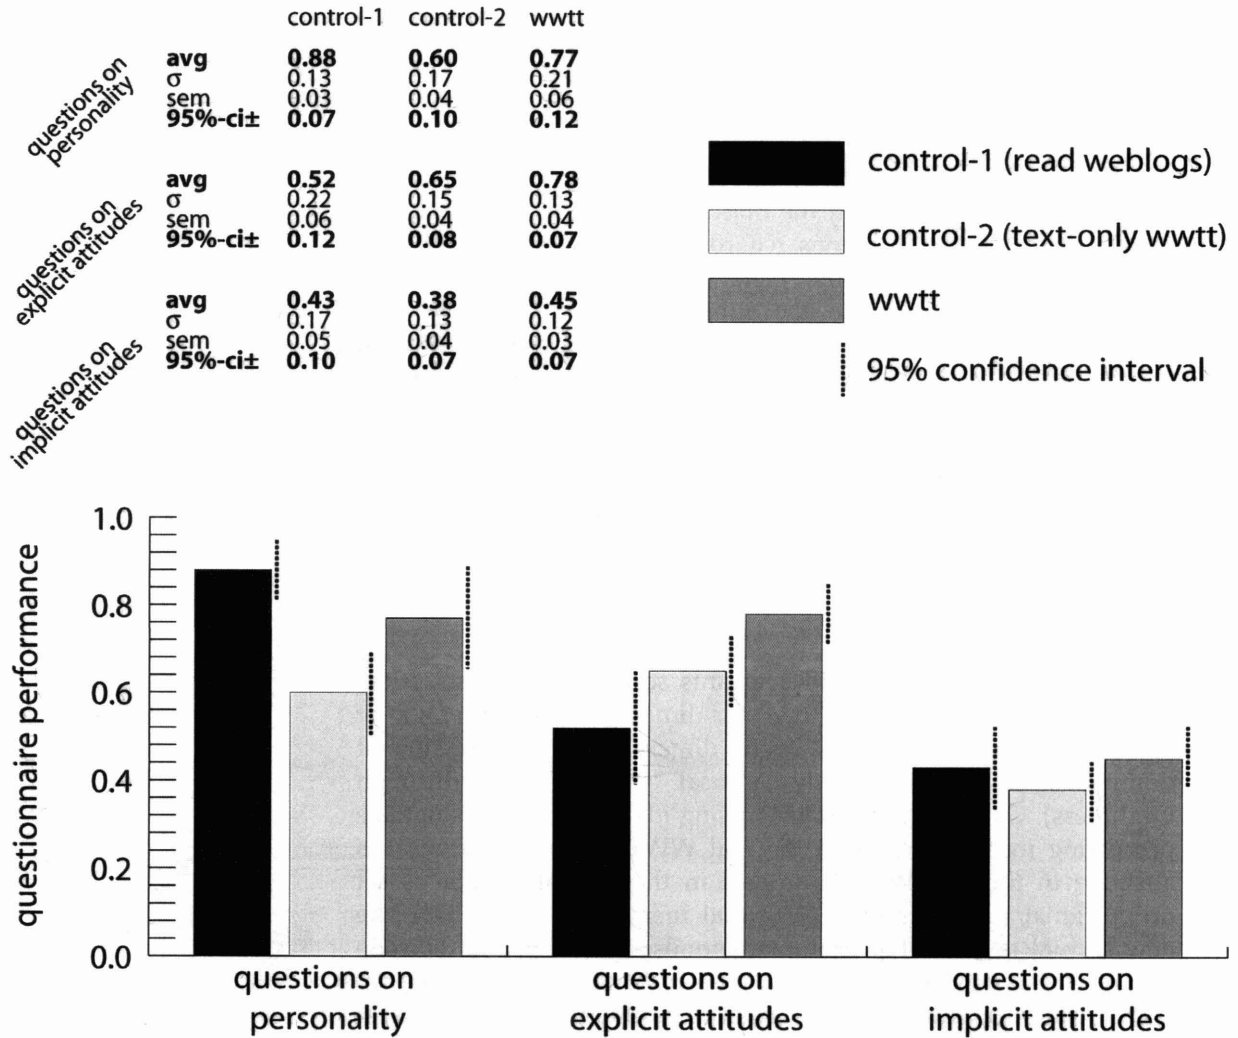 control-1 control-2 wwtt
questions on
personality
avg 0.88 0.60 0.77
σ 0.13 0.17 0.21
sem 0.03 0.04 0.06
95%-ci± 0.07 0.10 0.12
questions on
explicit attitudes
avg 0.52 0.65 0.78
σ 0.22 0.15 0.13
sem 0.06 0.04 0.04
95%-ci± 0.12 0.08 0.07
questions on
implicit attitudes
avg 0.43 0.38 0.45
σ 0.17 0.13 0.12
sem 0.05 0.04 0.03
95%-ci± 0.10 0.07 0.07
control-1 (read weblogs)
control-2 (text-only wwtt)
wwtt
95% confidence interval
questionnaire performance
1.0
0.8
0.6
0.4
0.2
0.0
questions on
personality
questions on
explicit attitudes
questions on
implicit attitudes